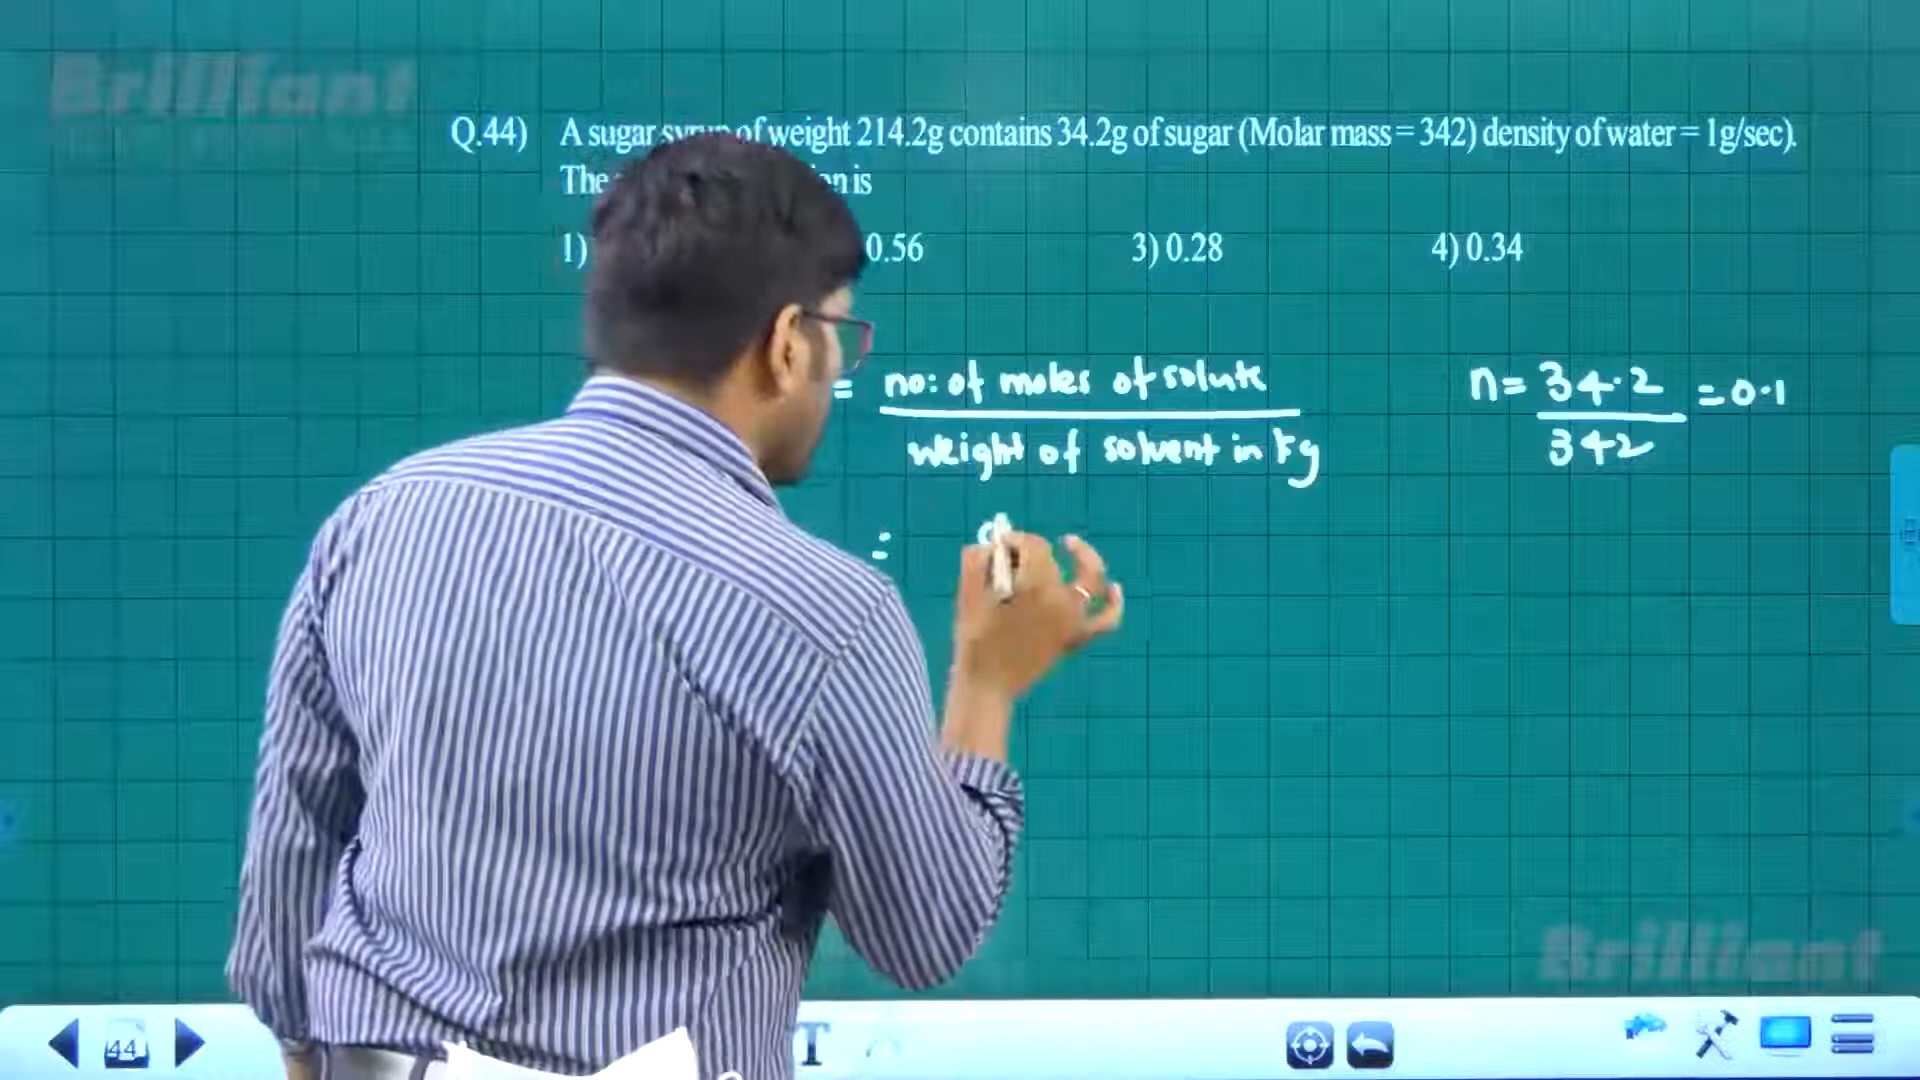 Brilliant
Q.44) A sugar syrup of weight 214.2g contains 34.2g of sugar (Molar mass = 342) density of water = 1g/sec).
The is
1) 0.56 3) 0.28 4) 0.34
= no: of moles of solute
weight of solvent in kg
n = 34.2 = 0.1
342
=
Brilliant
44
T